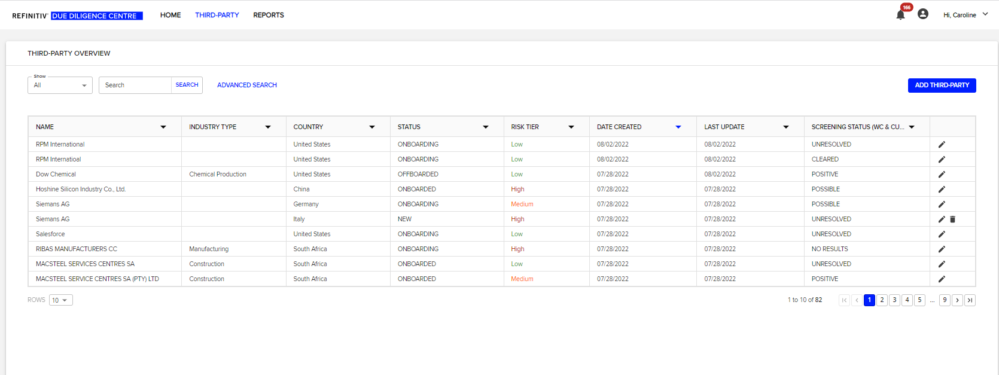 REFINITIV DUE DILIGENCE CENTRE HOME THIRD-PARTY REPORTS 166 Hi, Caroline
THIRD-PARTY OVERVIEW
Show
All Search SEARCH ADVANCED SEARCH ADD THIRD-PARTY
NAME INDUSTRY TYPE COUNTRY STATUS RISK TIER DATE CREATED LAST UPDATE SCREENING STATUS (WC & CU...
RPM International United States ONBOARDING Low 08/02/2022 08/02/2022 UNRESOLVED
RPM Internatioal United States ONBOARDING Low 08/02/2022 08/02/2022 CLEARED
Dow Chemical Chemical Production United States OFFBOARDED Low 07/28/2022 08/02/2022 POSITIVE
Hoshine Silicon Industry Co., Ltd. China ONBOARDED High 07/28/2022 07/28/2022 POSSIBLE
Siemans AG Germany ONBOARDING Medium 07/28/2022 07/28/2022 POSSIBLE
Siemans AG Italy NEW High 07/28/2022 07/28/2022 UNRESOLVED
Salesforce United States ONBOARDING Low 07/28/2022 07/28/2022 UNRESOLVED
RIBAS MANUFACTURERS CC Manufacturing South Africa ONBOARDING High 07/28/2022 07/28/2022 NO RESULTS
MACSTEEL SERVICES CENTRES SA Construction South Africa ONBOARDED Low 07/28/2022 07/28/2022 UNRESOLVED
MACSTEEL SERVICE CENTRES SA (PTY) LTD Construction South Africa ONBOARDED Medium 07/28/2022 07/28/2022 POSITIVE
ROWS 10 1 to 10 of 82 1 2 3 4 5 ... 9